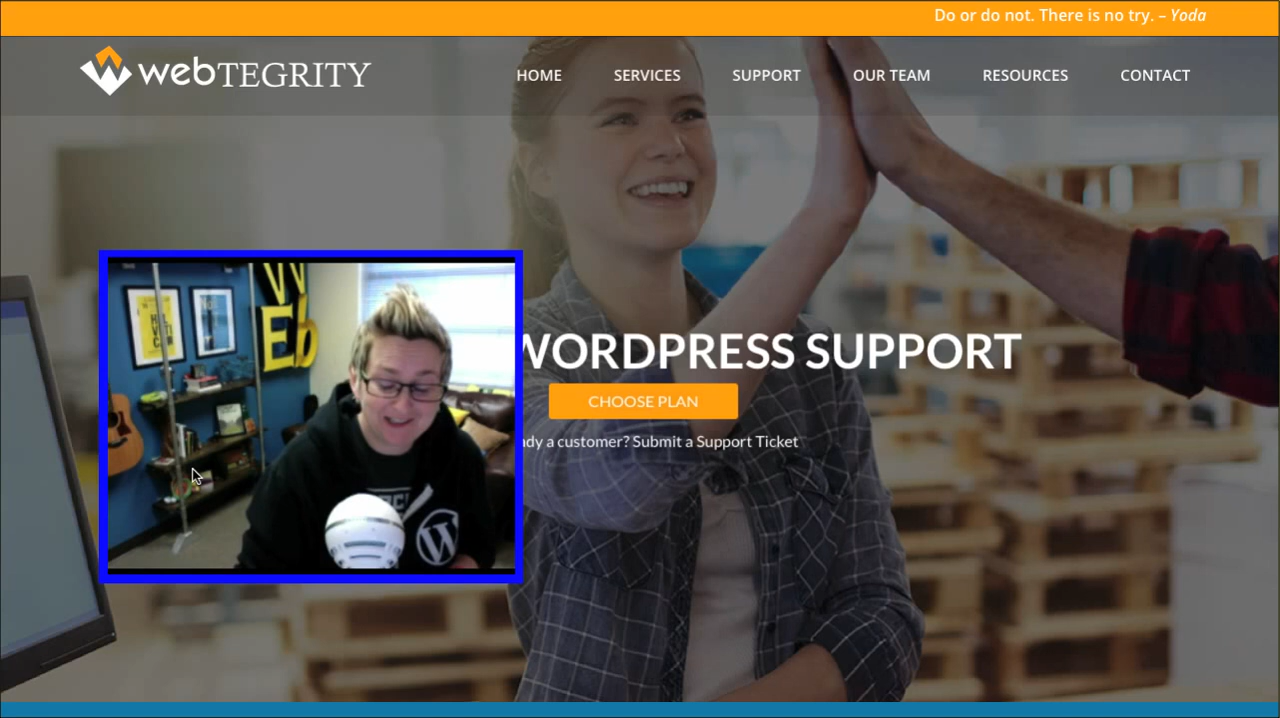 Do or do not. There is no try. – Yoda
webTEGRITY
HOME SERVICES SUPPORT OUR TEAM RESOURCES CONTACT
WEb
WORDPRESS SUPPORT
CHOOSE PLAN
dy a customer? Submit a Support Ticket